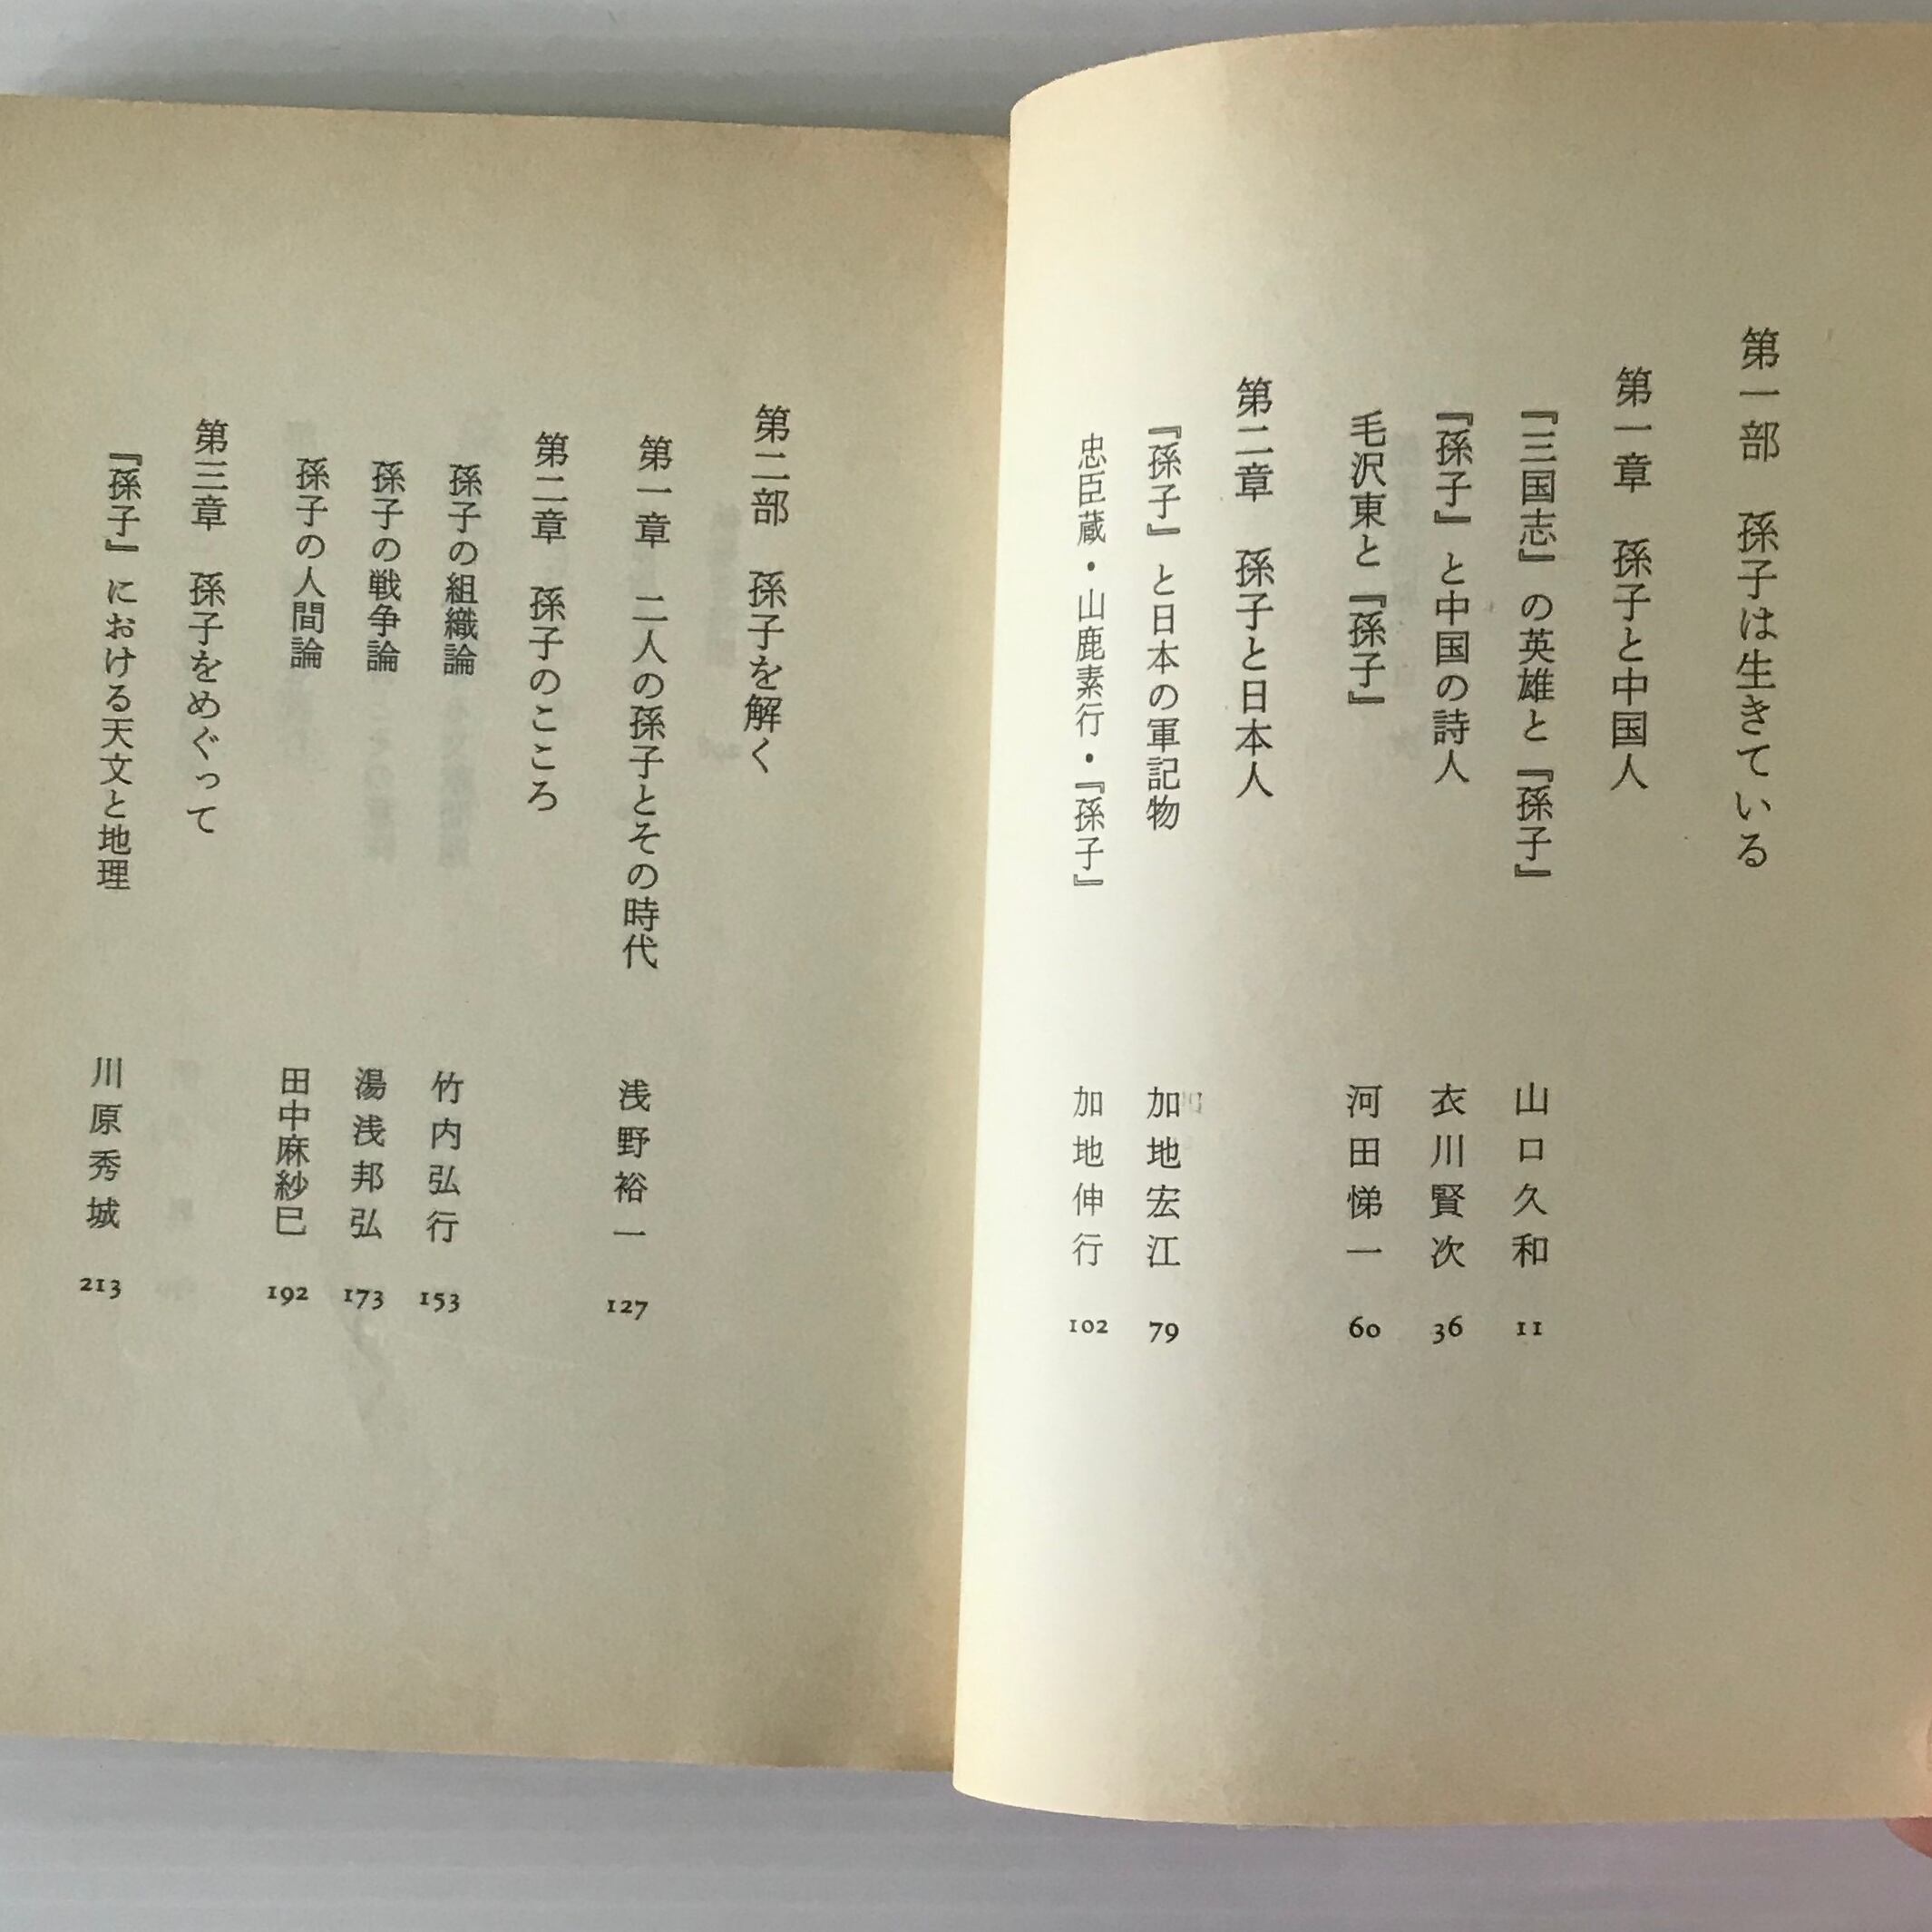 第一部　孫子は生きている
第一章　孫子と中国人
『三国志』の英雄と『孫子』　山口久和　11
『孫子』と中国の詩人　衣川賢次　36
毛沢東と『孫子』　河田悌一　60
第二章　孫子と日本人
『孫子』と日本の軍記物　加地宏江　79
忠臣蔵・山鹿素行・『孫子』　加地伸行　102
第二部　孫子を解く
第一章　二人の孫子とその時代　浅野裕一　127
第二章　孫子のこころ
孫子の組織論　竹内弘行　153
孫子の戦争論　湯浅邦弘　173
孫子の人間論　田中麻紗巳　192
第三章　孫子をめぐって
『孫子』における天文と地理　川原秀城　213